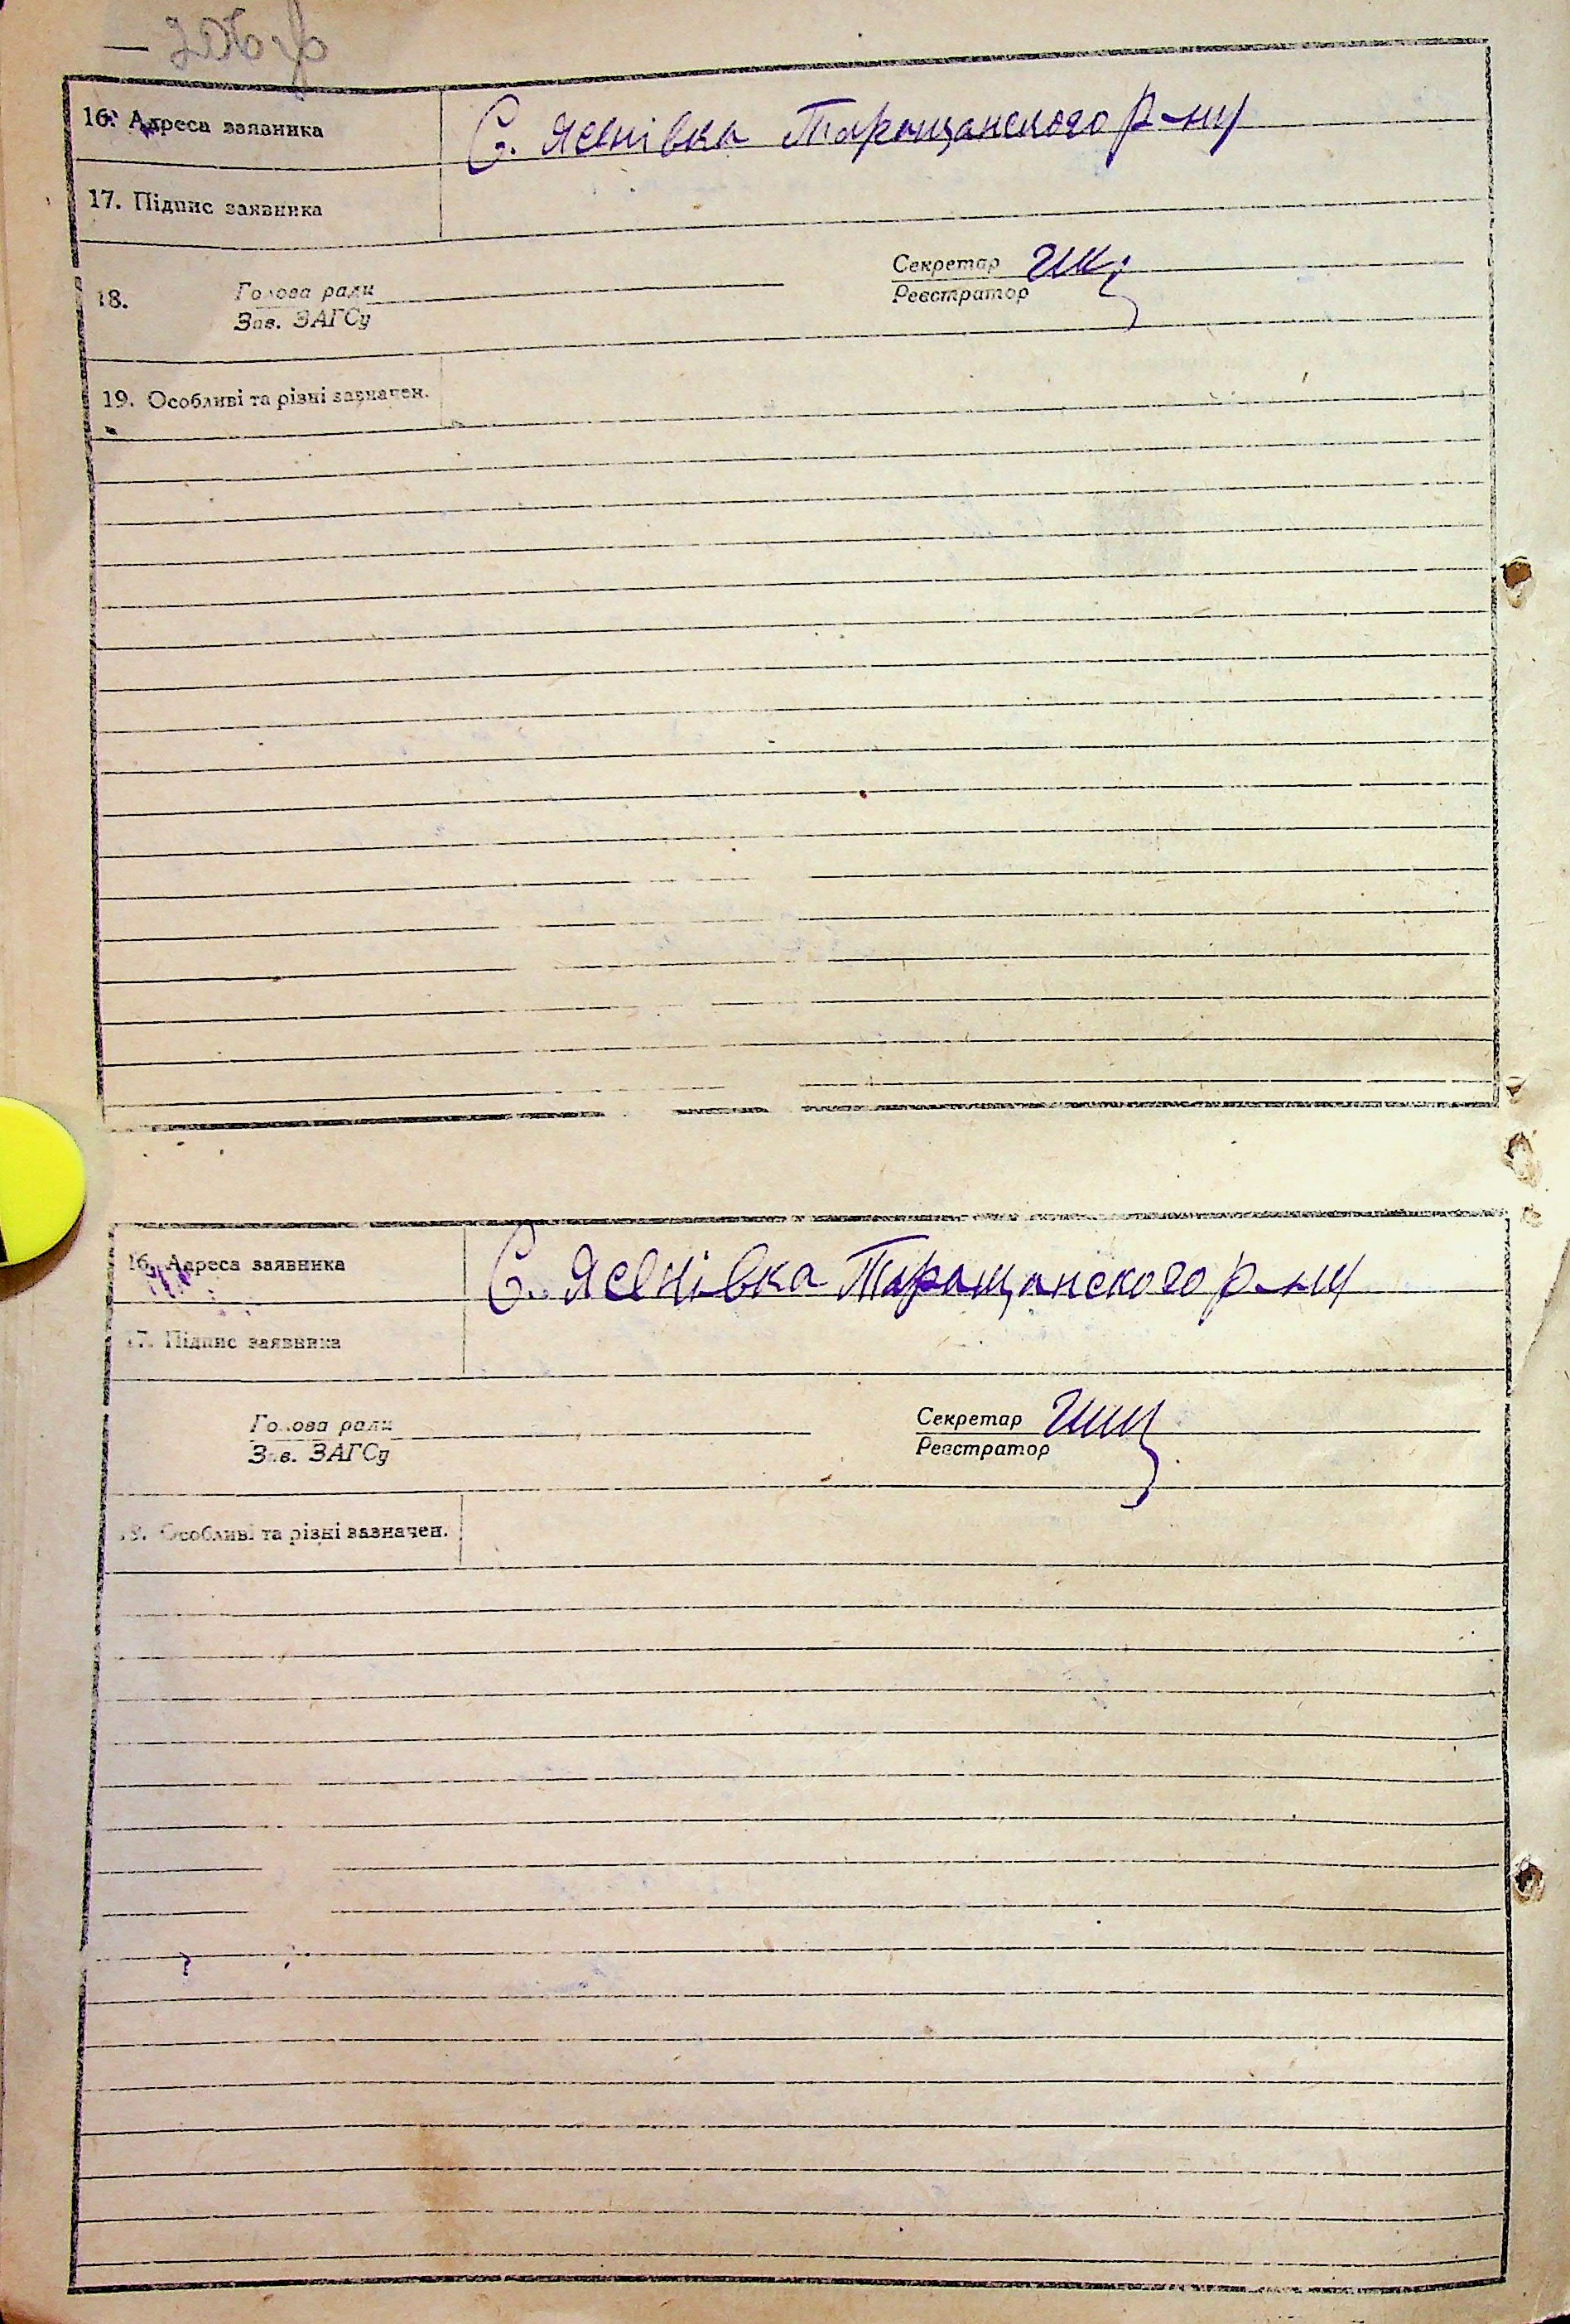 16. Адреса заявника С. Яснівка Таращанского р-ну
17. Підпис заявника
Секретар
18. Голова ради Реєстратор
Зав. ЗАГСу
19. Особливі та різні зазначен.
16. Адреса заявника С. Яснівка Таращанского р-ну
17. Підпис заявника
Голова ради Секретар
Зав. ЗАГСу Реєстратор
19. Особливі та різні зазначен.